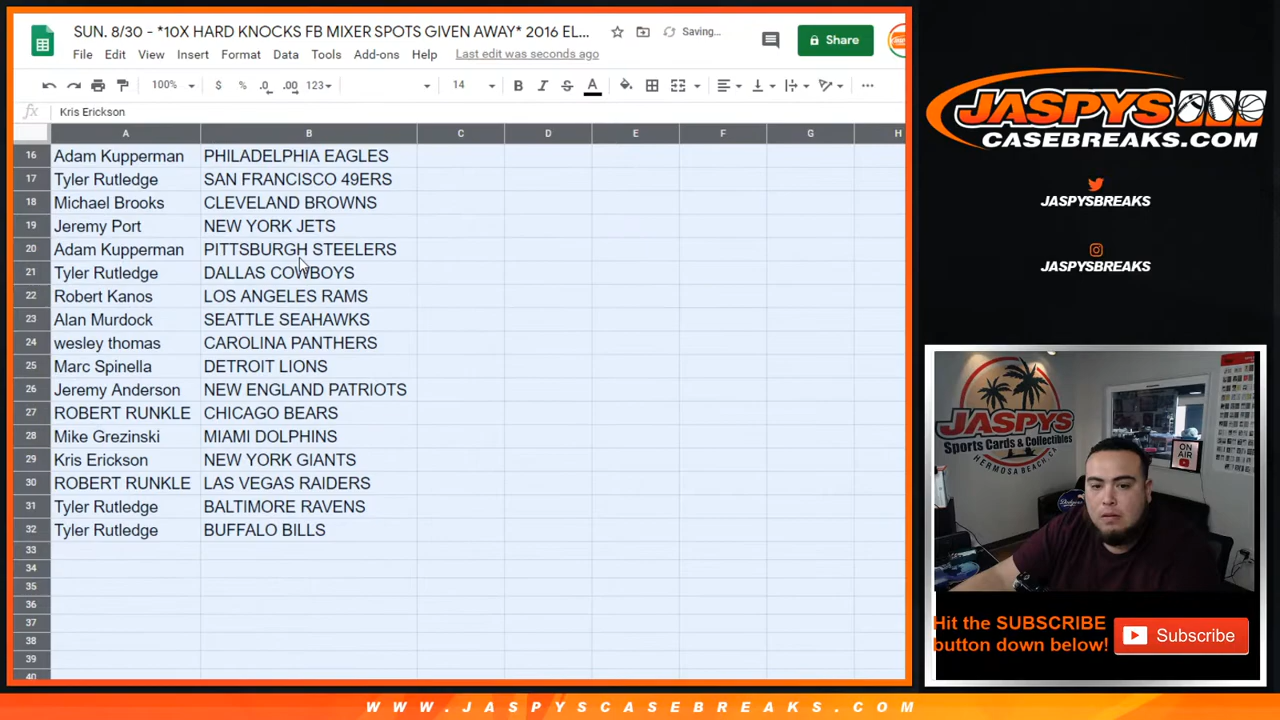 SUN. 8/30 - *10X HARD KNOCKS FB MIXER SPOTS GIVEN AWAY* 2016 EL...
Saving...
Share
File Edit View Insert Format Data Tools Add-ons Help Last edit was seconds ago
100% $ % .0 .00 123 14 B I S A
fx Kris Erickson
A B C D E F G H
16 Adam Kupperman PHILADELPHIA EAGLES
17 Tyler Rutledge SAN FRANCISCO 49ERS
18 Michael Brooks CLEVELAND BROWNS
19 Jeremy Port NEW YORK JETS
20 Adam Kupperman PITTSBURGH STEELERS
21 Tyler Rutledge DALLAS COWBOYS
22 Robert Kanos LOS ANGELES RAMS
23 Alan Murdock SEATTLE SEAHAWKS
24 wesley thomas CAROLINA PANTHERS
25 Marc Spinella DETROIT LIONS
26 Jeremy Anderson NEW ENGLAND PATRIOTS
27 ROBERT RUNKLE CHICAGO BEARS
28 Mike Grezinski MIAMI DOLPHINS
29 Kris Erickson NEW YORK GIANTS
30 ROBERT RUNKLE LAS VEGAS RAIDERS
31 Tyler Rutledge BALTIMORE RAVENS
32 Tyler Rutledge BUFFALO BILLS
33
34
35
36
37
38
39
40
JASPYS
CASEBREAKS.COM
JASPYSBREAKS
JASPYSBREAKS
JASPYS
Sports Cards & Collectibles
HERMOSA BEACH, CA
ON
AIR
Dodgers
Hit the SUBSCRIBE
button down below!
Subscribe
WWW.JASPYSCASEBREAKS.COM